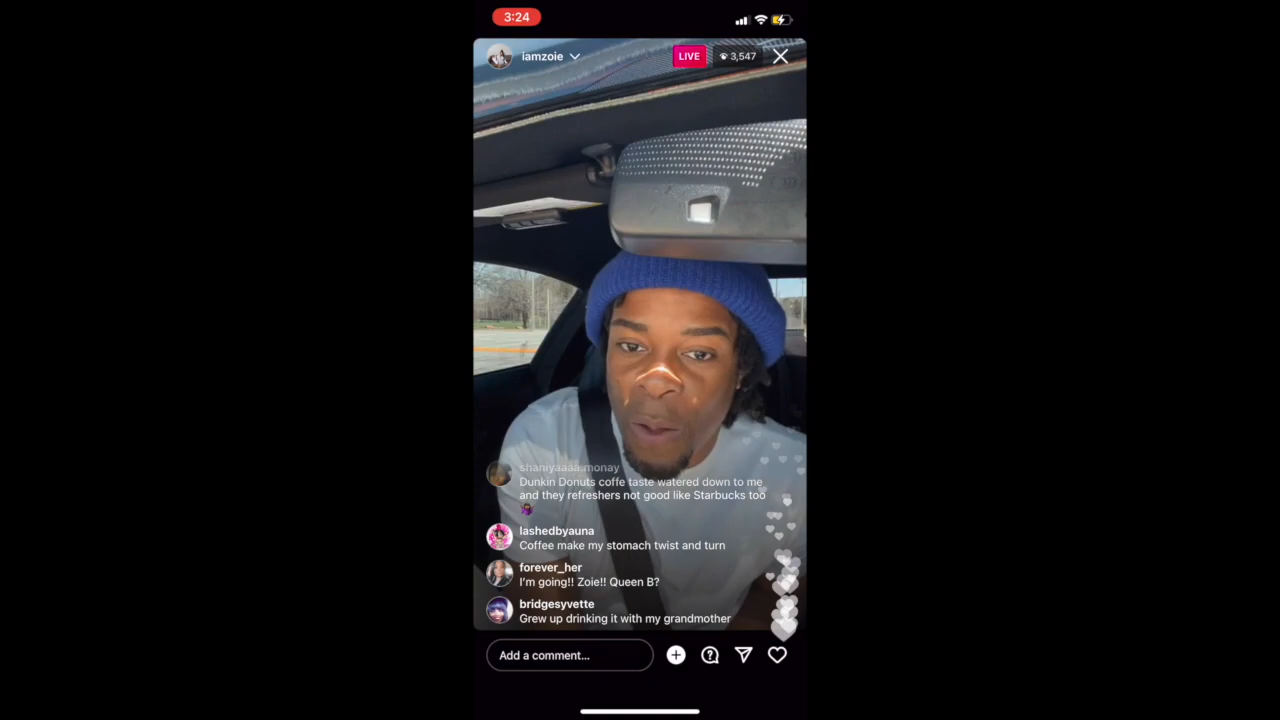 3:24
iamzoie
LIVE
3,547
shaniyaaaa.monay
Dunkin Donuts coffe taste watered down to me
and they refreshers not good like Starbucks too
lashedbyauna
Coffee make my stomach twist and turn
forever_her
I'm going!! Zoie!! Queen B?
bridgesyvette
Grew up drinking it with my grandmother
Add a comment...